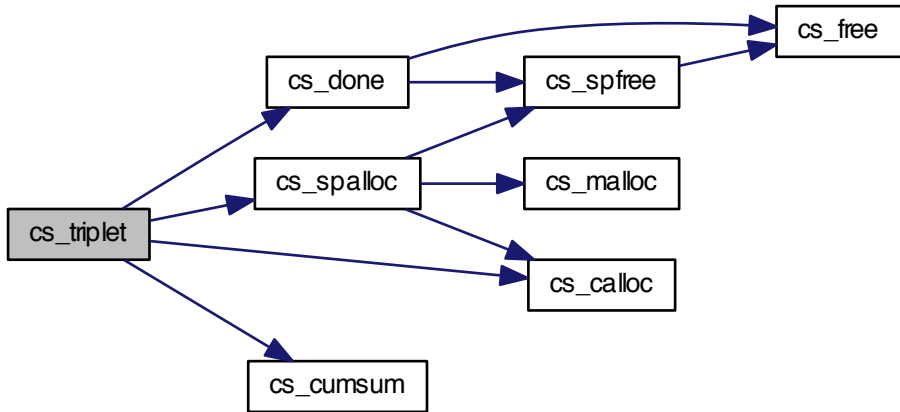 cs_free
cs_done
cs_spfree
cs_spalloc
cs_malloc
cs_triplet
cs_calloc
cs_cumsum